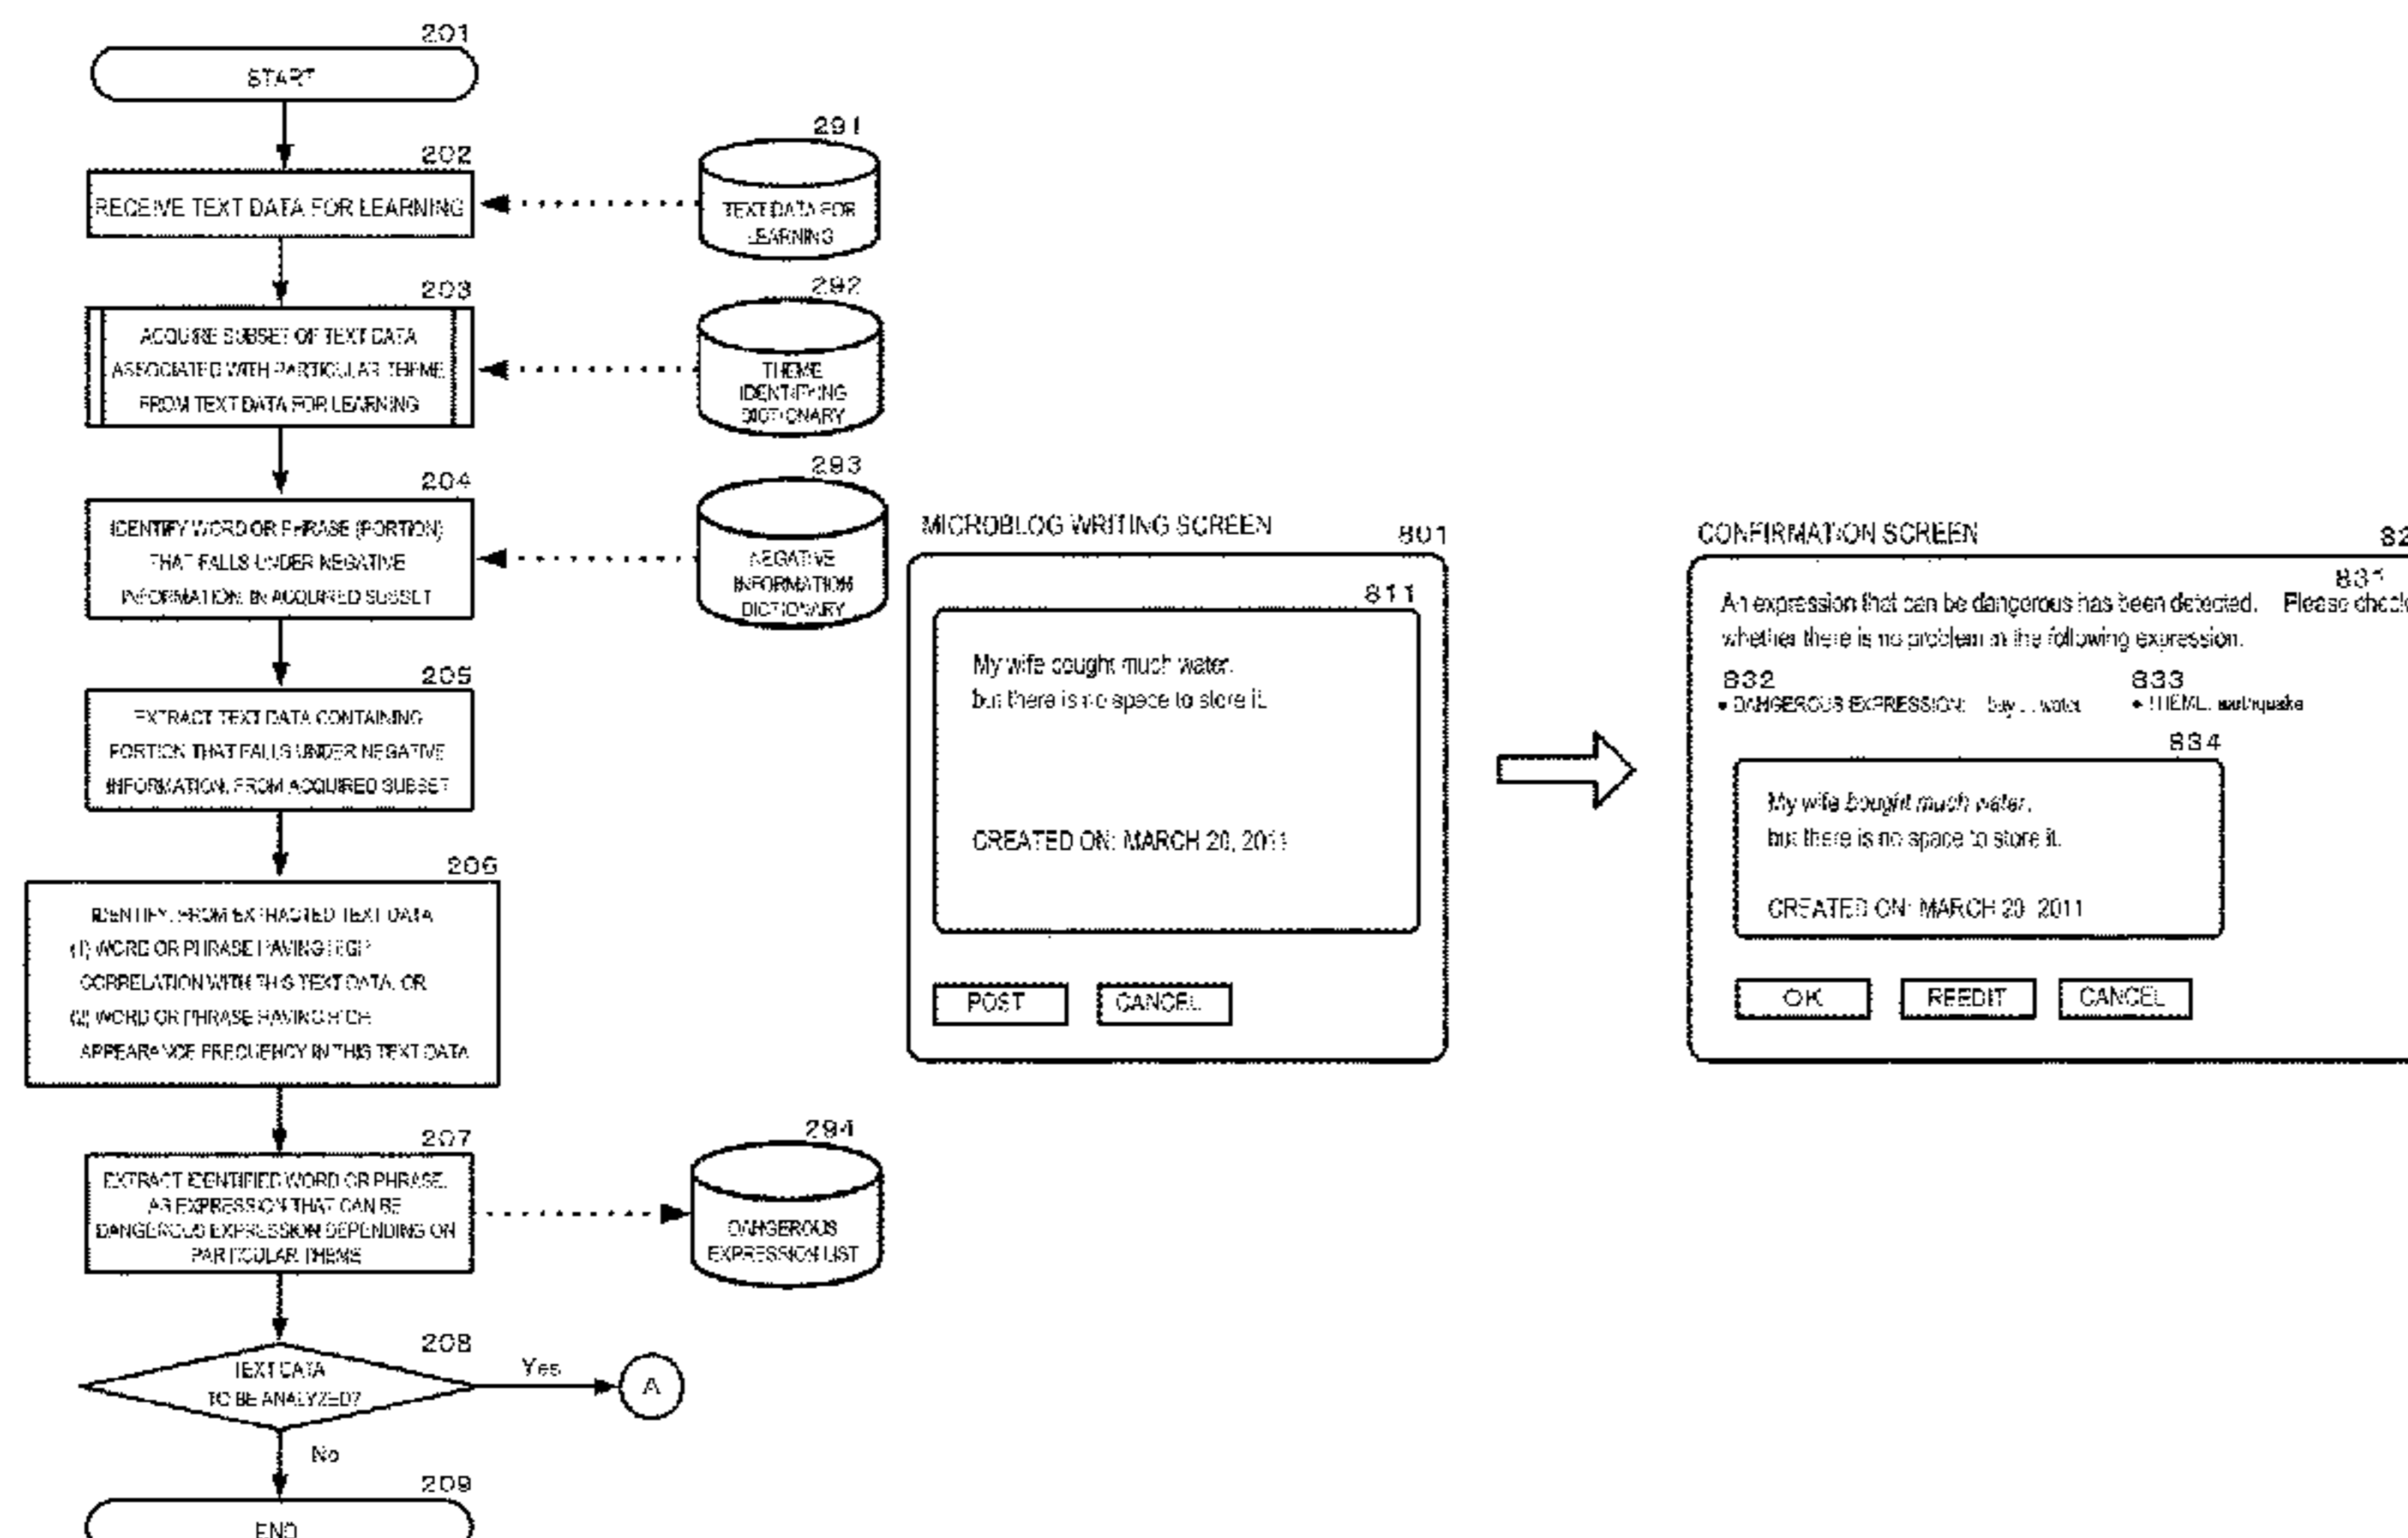 201
START
202
RECEIVE TEXT DATA FOR LEARNING
291
TEXT DATA FOR
LEARNING
203
ACQUIRE SUBSET OF TEXT DATA
ASSOCIATED WITH PARTICULAR THEME
FROM TEXT DATA FOR LEARNING
292
THEME
IDENTIFYING
DICTIONARY
204
IDENTIFY WORD OR PHRASE (PORTION)
THAT FALLS UNDER NEGATIVE
INFORMATION, IN ACQUIRED SUBSET
293
NEGATIVE
INFORMATION
DICTIONARY
205
EXTRACT TEXT DATA CONTAINING
PORTION THAT FALLS UNDER NEGATIVE
INFORMATION, FROM ACQUIRED SUBSET
206
IDENTIFY, FROM EXTRACTED TEXT DATA
(1) WORD OR PHRASE HAVING HIGH
CORRELATION WITH THIS TEXT DATA, OR
(2) WORD OR PHRASE HAVING HIGH
APPEARANCE FREQUENCY IN THIS TEXT DATA
207
EXTRACT IDENTIFIED WORD OR PHRASE,
AS EXPRESSION THAT CAN BE
DANGEROUS EXPRESSION DEPENDING ON
PARTICULAR THEME
294
DANGEROUS
EXPRESSION LIST
208
TEXT DATA
TO BE ANALYZED?
Yes
A
No
209
END
MICROBLOG WRITING SCREEN
801
811
My wife bought much water.
but there is no space to store it.
CREATED ON: MARCH 20, 2011
POST
CANCEL
CONFIRMATION SCREEN
82
831
An expression that can be dangerous has been detected. Please check
whether there is no problem in the following expression.
832
• DANGEROUS EXPRESSION: buy ... water
833
• THEME: earthquake
834
My wife bought much water.
but there is no space to store it.
CREATED ON: MARCH 20, 2011
OK
REEDIT
CANCEL